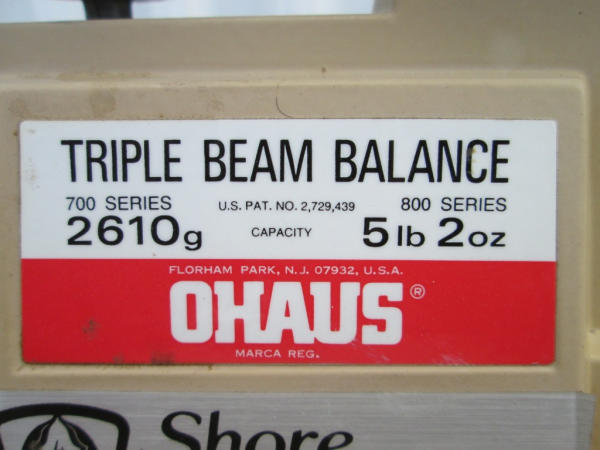 TRIPLE BEAM BALANCE
700 SERIES U.S. PAT. NO. 2,729,439 800 SERIES
2610g CAPACITY 5 lb 2 oz
FLORHAM PARK, N.J. 07932, U.S.A.
OHAUS®
MARCA REG.
Shore